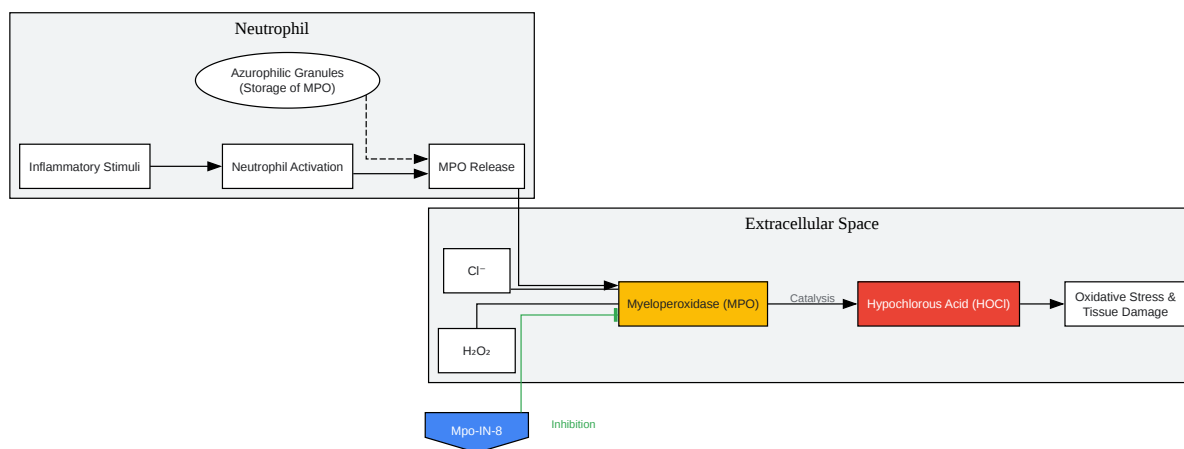 Neutrophil
Azurophilic Granules
(Storage of MPO)
Inflammatory Stimuli
Neutrophil Activation
MPO Release
Extracellular Space
Cl⁻
Myeloperoxidase (MPO)
Catalysis
Hypochlorous Acid (HOCl)
Oxidative Stress &
Tissue Damage
H₂O₂
Mpo-IN-8
Inhibition